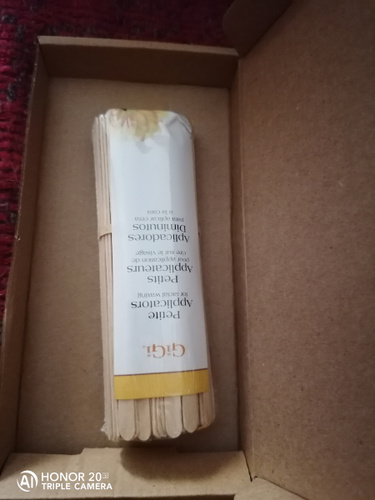 GiGi
Petite
Applicators
for facial waxing
Petits
Applicateurs
pour application de
cire sur le visage
Aplicadores
Diminutos
para aplicar cera
a la cara
AI HONOR 20
TRIPLE CAMERA